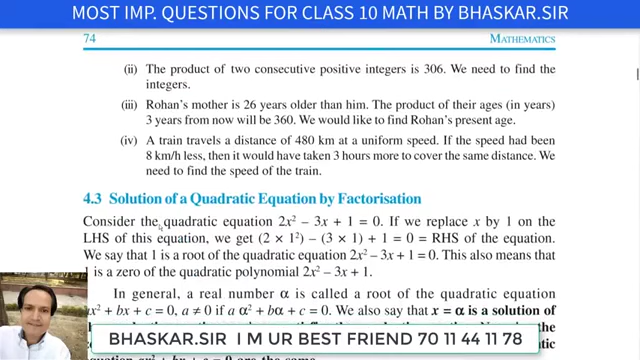 MOST IMP. QUESTIONS FOR CLASS 10 MATH BY BHASKAR.SIR
74 MATHEMATICS
(ii) The product of two consecutive positive integers is 306. We need to find the
integers.
(iii) Rohan's mother is 26 years older than him. The product of their ages (in years)
3 years from now will be 360. We would like to find Rohan's present age.
(iv) A train travels a distance of 480 km at a uniform speed. If the speed had been
8 km/h less, then it would have taken 3 hours more to cover the same distance. We
need to find the speed of the train.
4.3 Solution of a Quadratic Equation by Factorisation
Consider the quadratic equation 2x² – 3x + 1 = 0. If we replace x by 1 on the
LHS of this equation, we get (2 × 1²) – (3 × 1) + 1 = 0 = RHS of the equation.
We say that 1 is a root of the quadratic equation 2x² – 3x + 1 = 0. This also means that
1 is a zero of the quadratic polynomial 2x² – 3x + 1.
In general, a real number α is called a root of the quadratic equation
x² + bx + c = 0, a ≠ 0 if a α² + bα + c = 0. We also say that x = α is a solution of
BHASKAR.SIR I M UR BEST FRIEND 70 11 44 11 78
are the same.